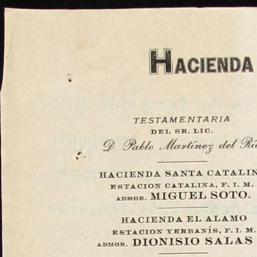 HACIENDA
TESTAMENTARIA
DEL SR. LIC.
D. Pablo Martínez del Rí
HACIENDA SANTA CATALIN
ESTACION CATALINA, F. I. M.
ADMOR. MIGUEL SOTO.
HACIENDA EL ALAMO
ESTACION YERBANÍS, F. I. M.
ADMOR. DIONISIO SALAS